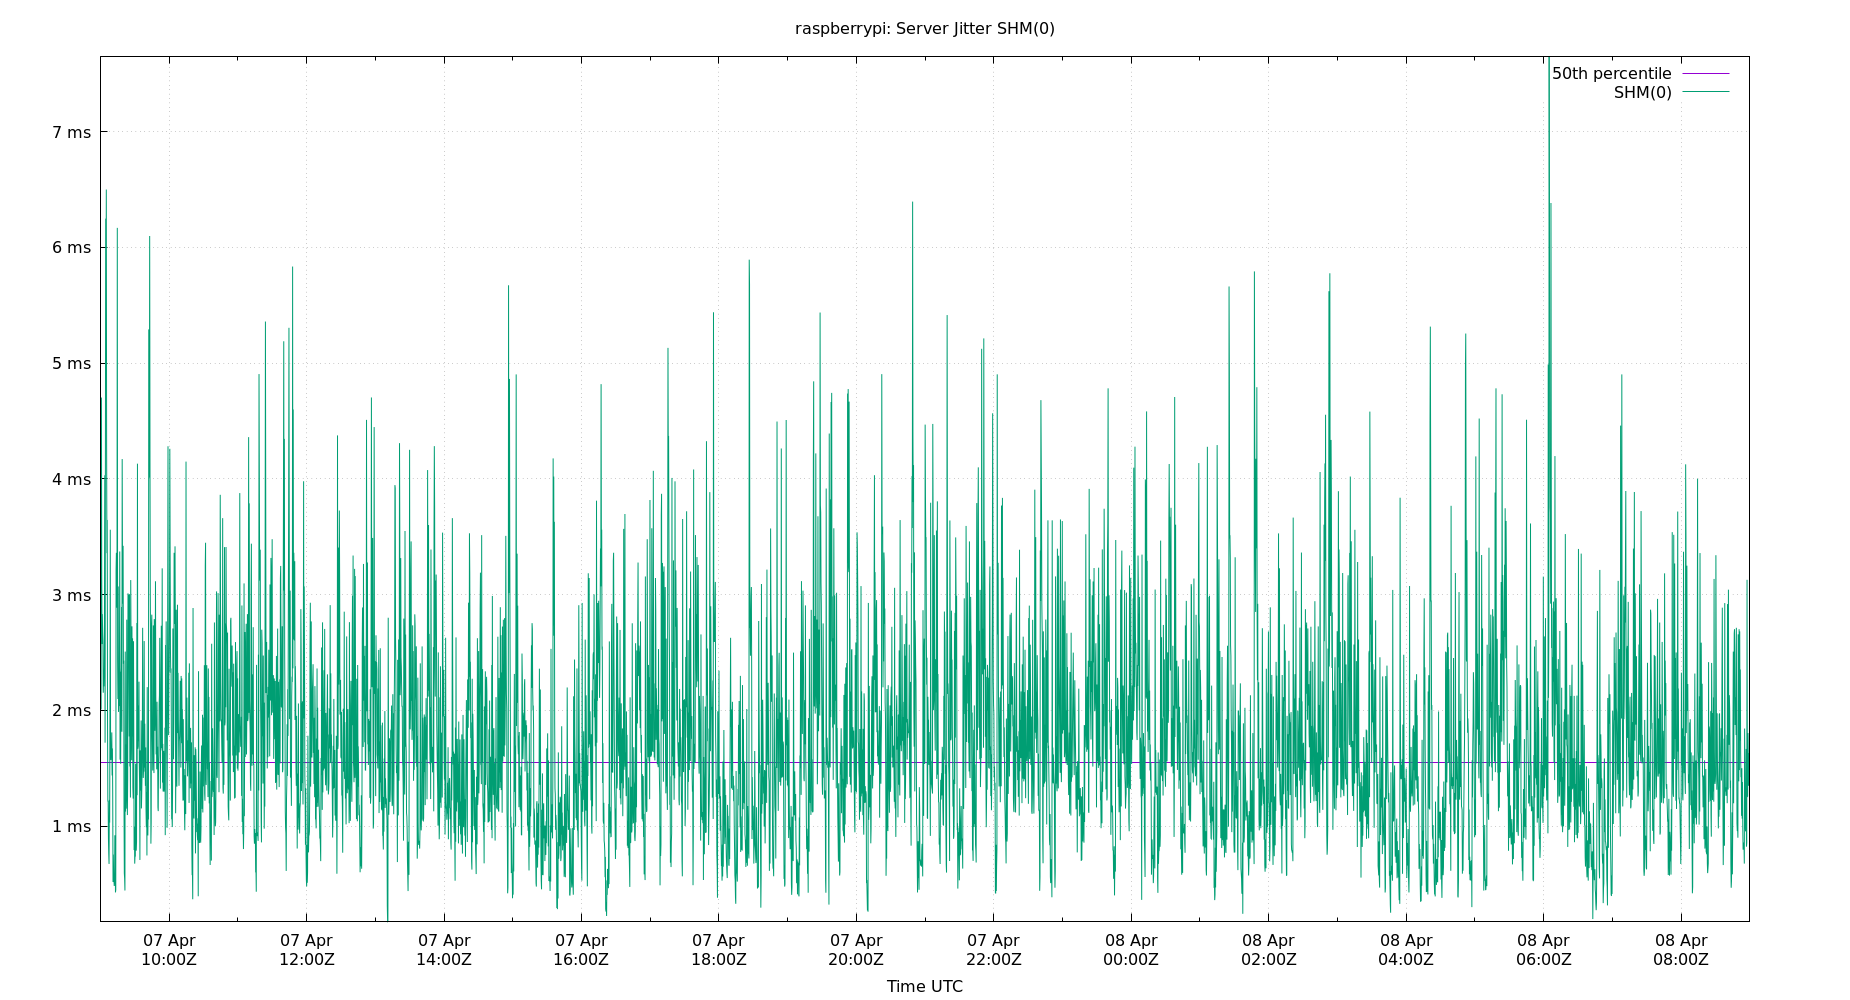 raspberrypi: Server Jitter SHM(0)
50th percentile
SHM(0)
7 ms
6 ms
5 ms
4 ms
3 ms
2 ms
1 ms
07 Apr 07 Apr 07 Apr 07 Apr 07 Apr 07 Apr 07 Apr 08 Apr 08 Apr 08 Apr 08 Apr 08 Apr
10:00Z 12:00Z 14:00Z 16:00Z 18:00Z 20:00Z 22:00Z 00:00Z 02:00Z 04:00Z 06:00Z 08:00Z
Time UTC